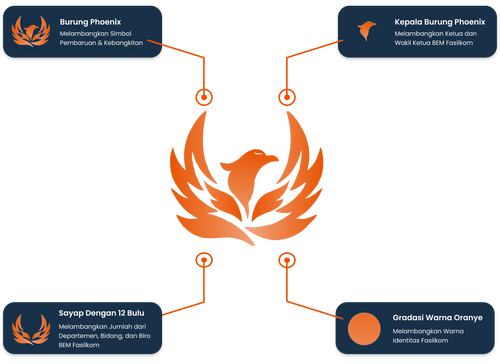 Burung Phoenix
Melambangkan Simbol
Pembaruan & Kebangkitan
Kepala Burung Phoenix
Melambangkan Ketua dan
Wakil Ketua BEM Fasilkom
Sayap Dengan 12 Bulu
Melambangkan Jumlah dari
Departemen, Bidang, dan Biro
BEM Fasilkom
Gradasi Warna Oranye
Melambangkan Warna
Identitas Fasilkom